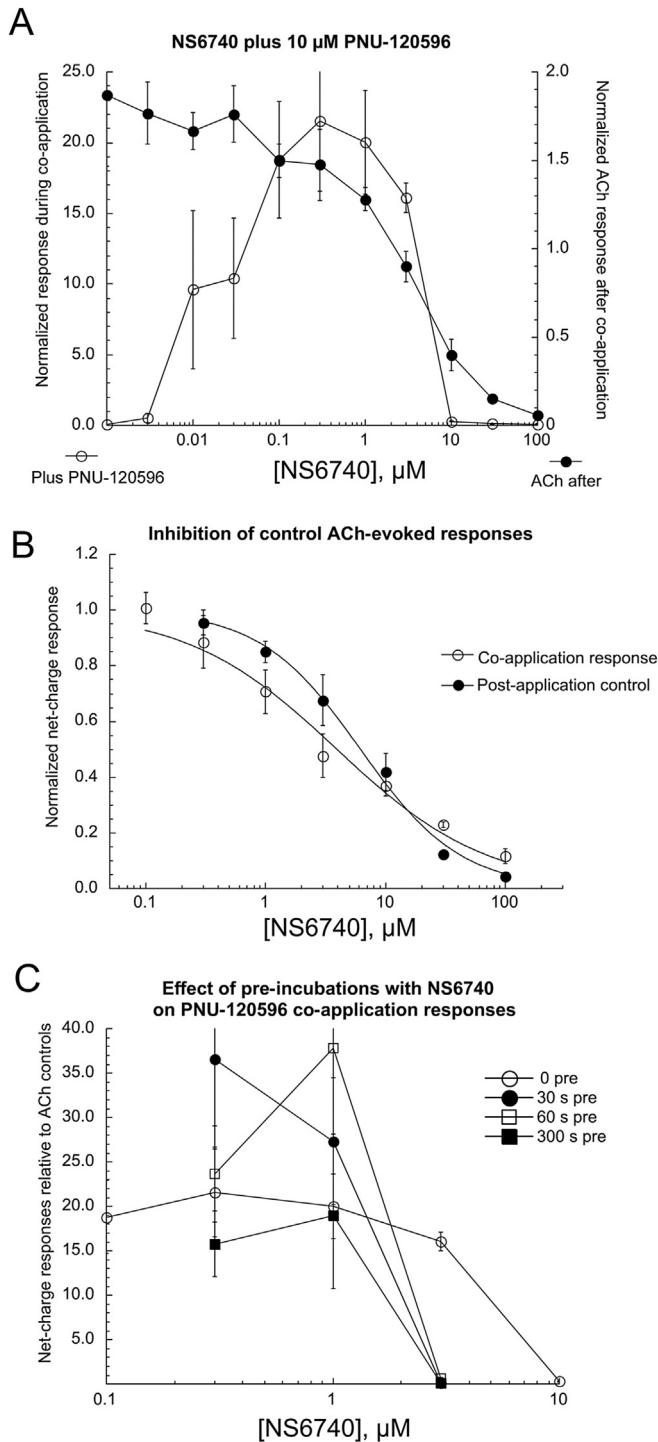 A
NS6740 plus 10 µM PNU-120596
Normalized response during co-application
Normalized ACh response after co-application
25.0
20.0
15.0
10.0
5.0
0.0
2.0
1.5
1.0
0.5
0
0.01
0.1
1
10
100
[NS6740], µM
Plus PNU-120596
ACh after
B
Inhibition of control ACh-evoked responses
Normalized net-charge response
1.2
1.0
0.8
0.6
0.4
0.2
0.0
Co-application response
Post-application control
0.1
1
10
100
[NS6740], µM
C
Effect of pre-incubations with NS6740
on PNU-120596 co-application responses
Net-charge responses relative to ACh controls
40.0
35.0
30.0
25.0
20.0
15.0
10.0
5.0
0 pre
30 s pre
60 s pre
300 s pre
0.1
1
10
[NS6740], µM